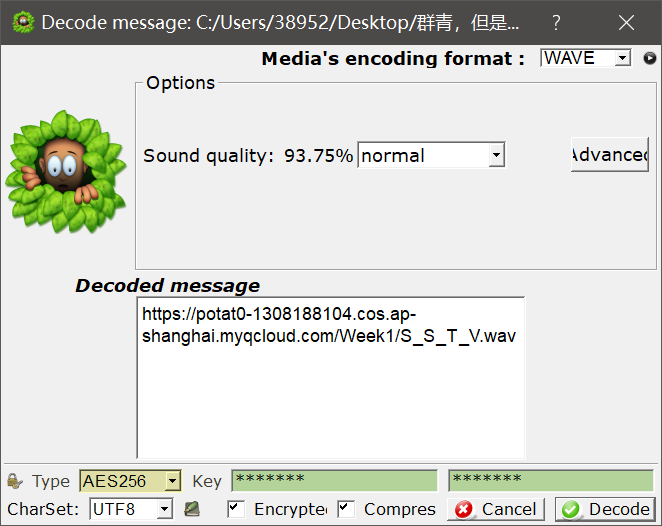 Decode message: C:/Users/38952/Desktop/群青，但是...
Media's encoding format :
WAVE
Options
Sound quality: 93.75%
normal
Advanced
Decoded message
https://potat0-1308188104.cos.ap-
shanghai.myqcloud.com/Week1/S_S_T_V.wav
Type
AES256
Key
*******
*******
CharSet:
UTF8
Encrypted
Compres
Cancel
Decode